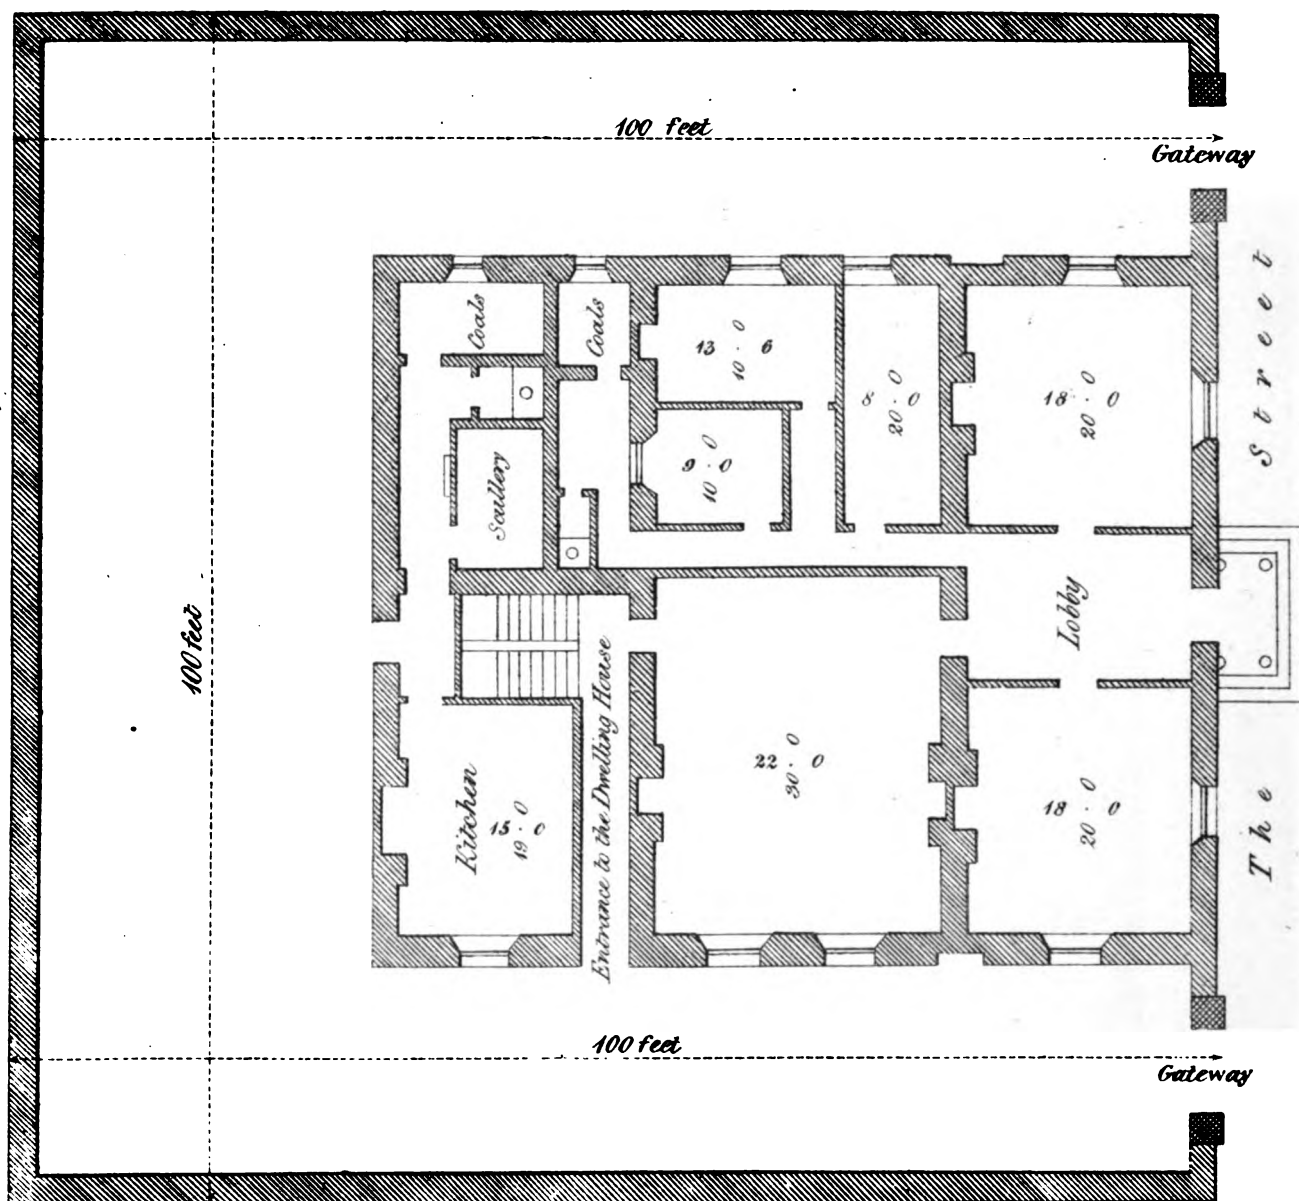 100 feet
Gateway
Coals
Coals
13 . 6
10 . 0
8 . 0
20 . 0
18 . 0
20 . 0
9 . 0
10 . 0
Scullery
Lobby
The Street
100 feet
Entrance to the Dwelling House
Kitchen
15 . 0
19 . 0
22 . 0
30 . 0
18 . 0
20 . 0
100 feet
Gateway